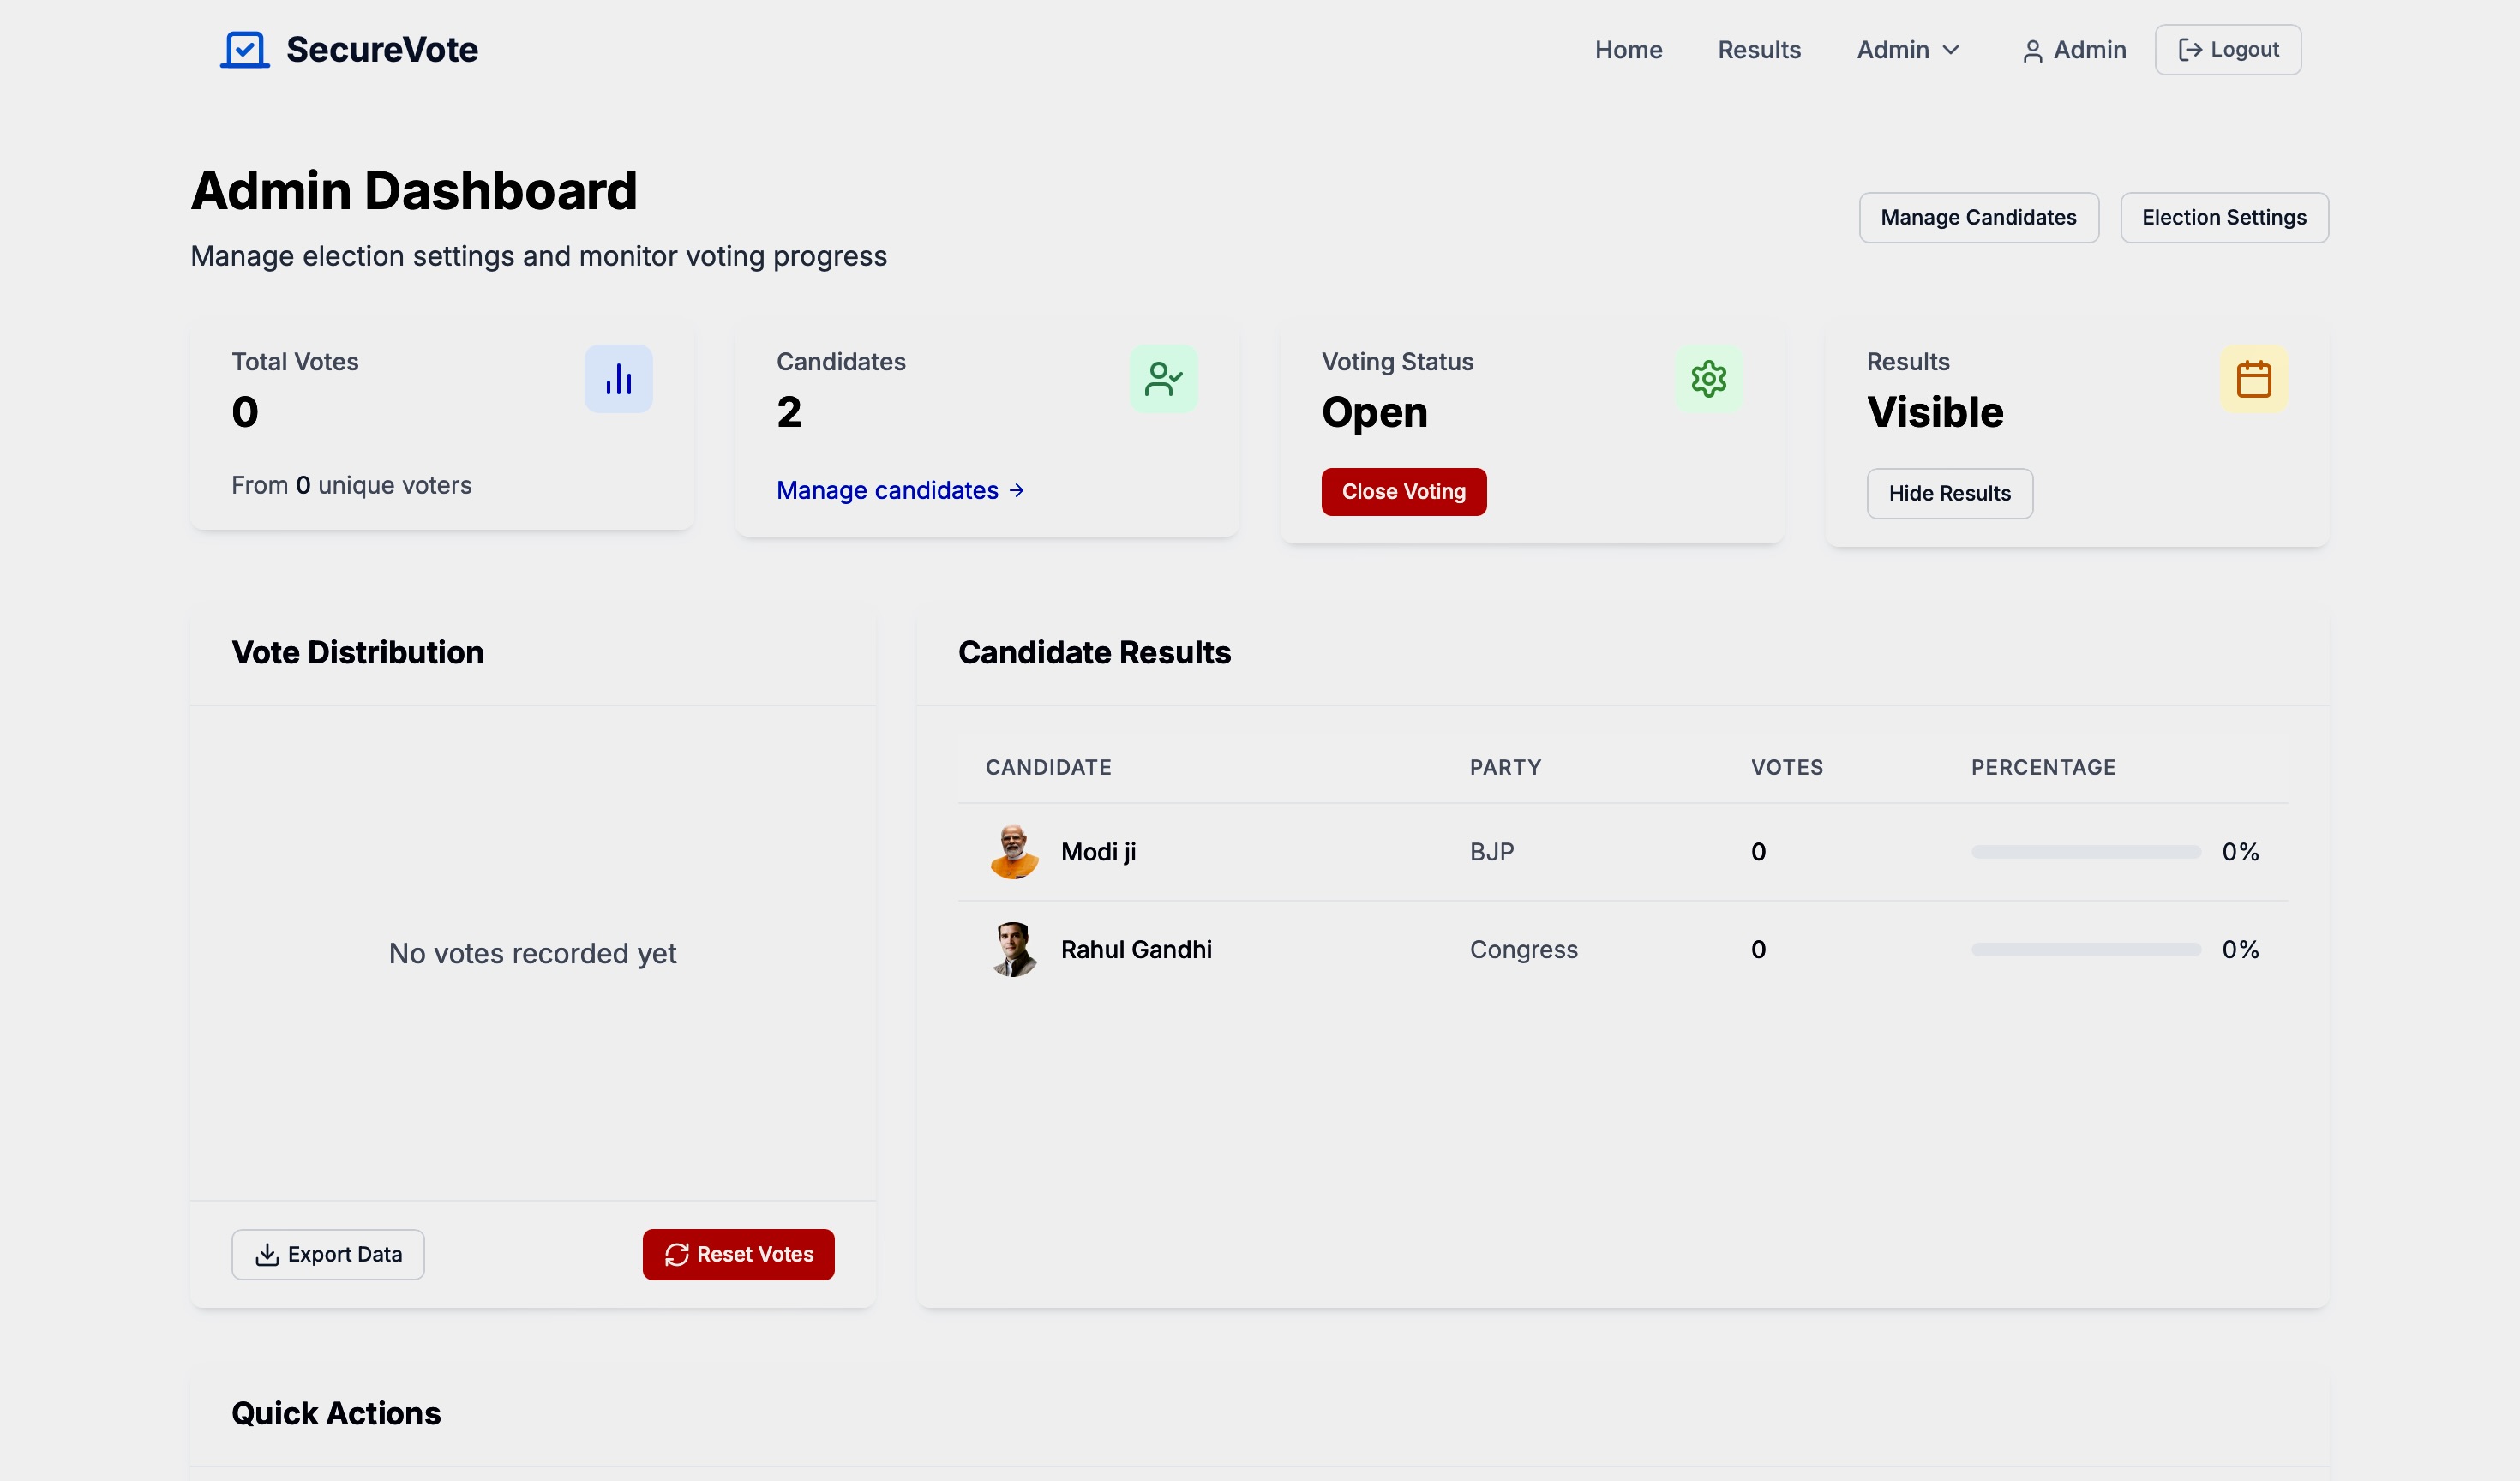 SecureVote
Home
Results
Admin
Admin
Logout
Admin Dashboard
Manage election settings and monitor voting progress
Manage Candidates
Election Settings
Total Votes
0
From 0 unique voters
Candidates
2
Manage candidates →
Voting Status
Open
Close Voting
Results
Visible
Hide Results
Vote Distribution
No votes recorded yet
Export Data
Reset Votes
Candidate Results
CANDIDATE PARTY VOTES PERCENTAGE
Modi ji BJP 0 0%
Rahul Gandhi Congress 0 0%
Quick Actions